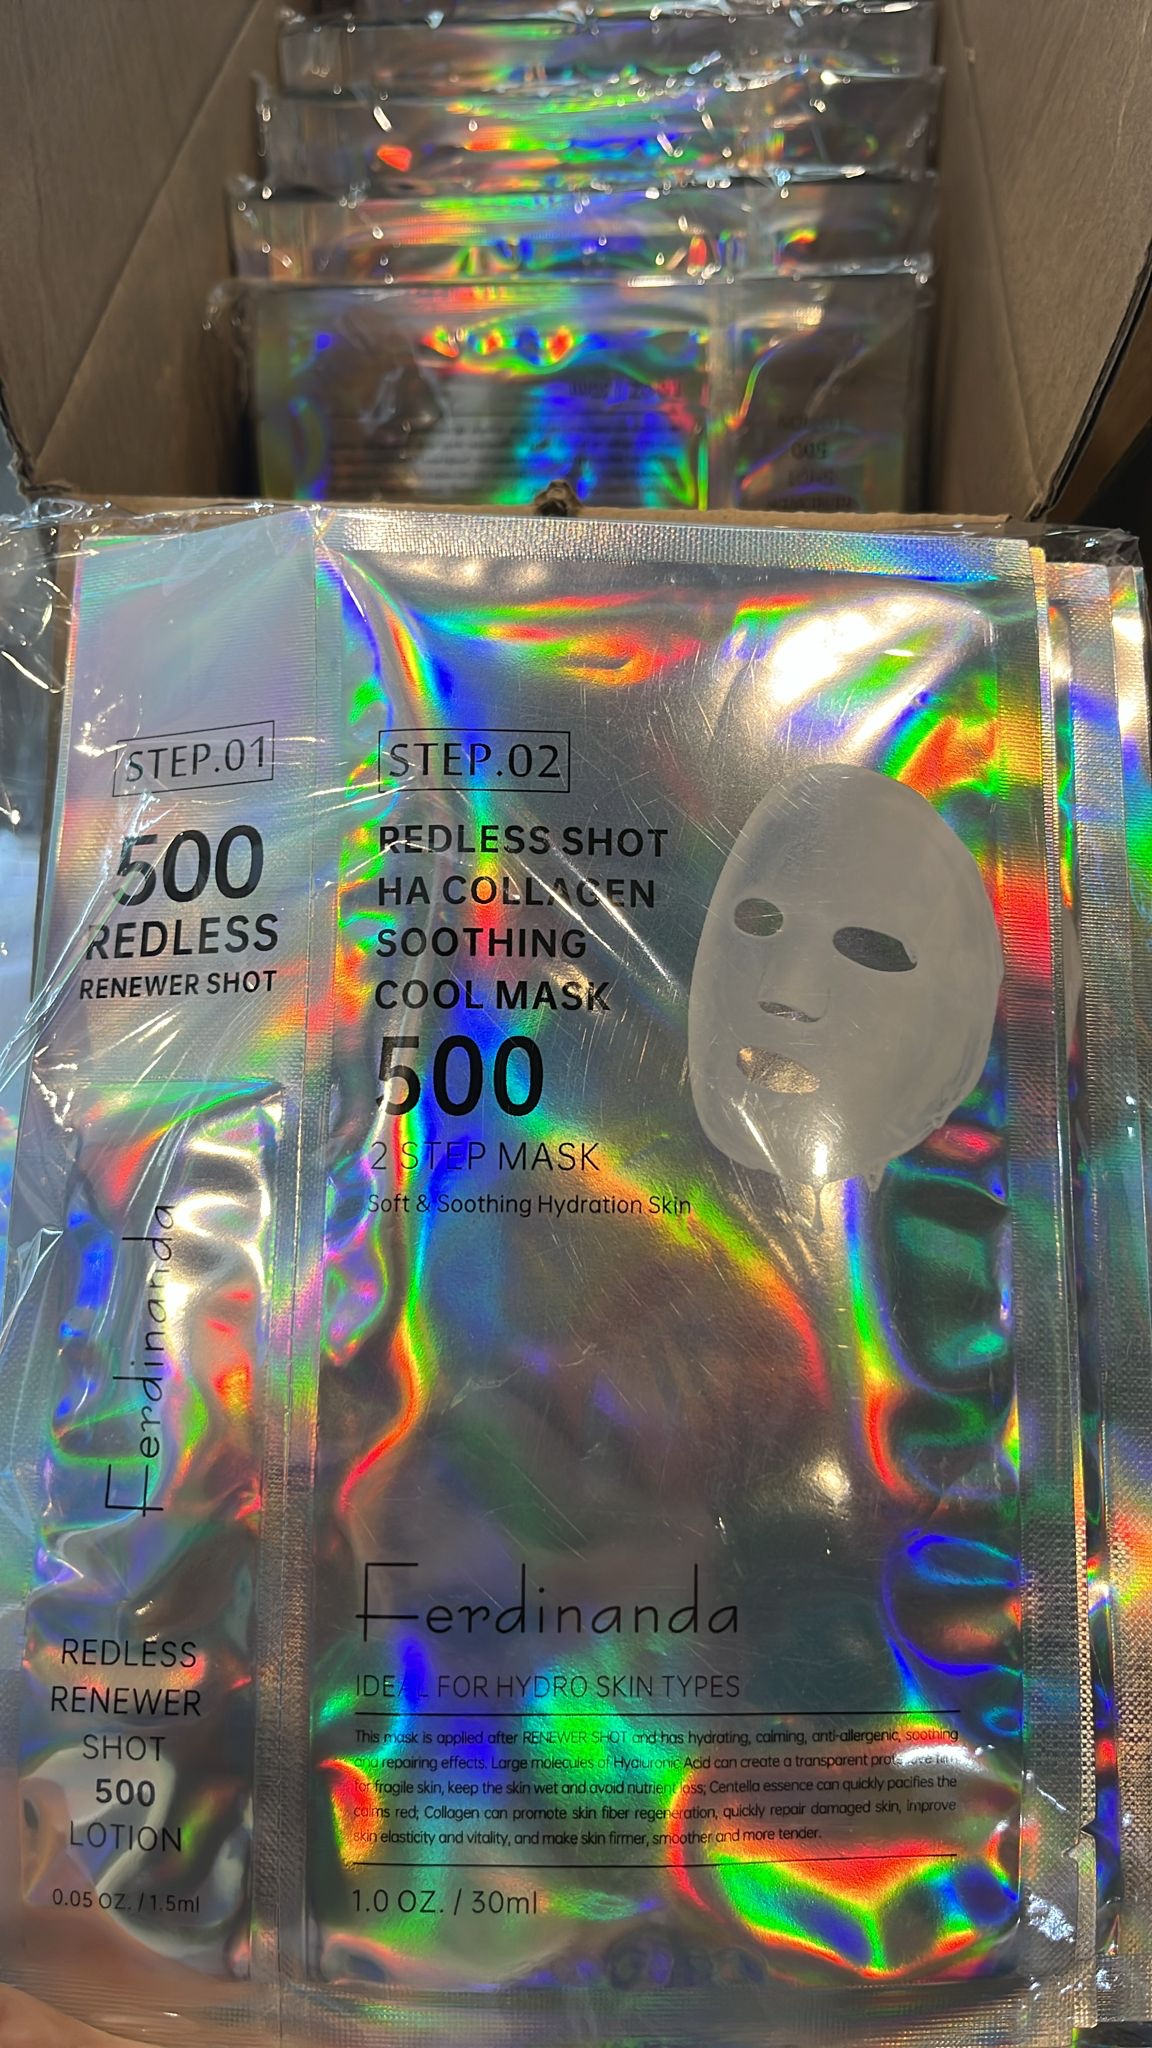 STEP.01
500
REDLESS
RENEWER SHOT
Ferdinanda
REDLESS
RENEWER
SHOT
500
LOTION
0.05 OZ. / 1.5ml
STEP.02
REDLESS SHOT
HA COLLAGEN
SOOTHING
COOL MASK
500
2 STEP MASK
Soft & Soothing Hydration Skin
Ferdinanda
IDEAL FOR HYDRO SKIN TYPES
This mask is applied after RENEWER SHOT and has hydrating, calming, anti-allergenic, soothing
and repairing effects. Large molecules of Hyaluronic Acid can create a transparent protective film
for fragile skin, keep the skin wet and avoid nutrient loss; Centella essence can quickly pacifies the
calms red; Collagen can promote skin fiber regeneration, quickly repair damaged skin, improve
skin elasticity and vitality, and make skin firmer, smoother and more tender.
1.0 OZ. / 30ml